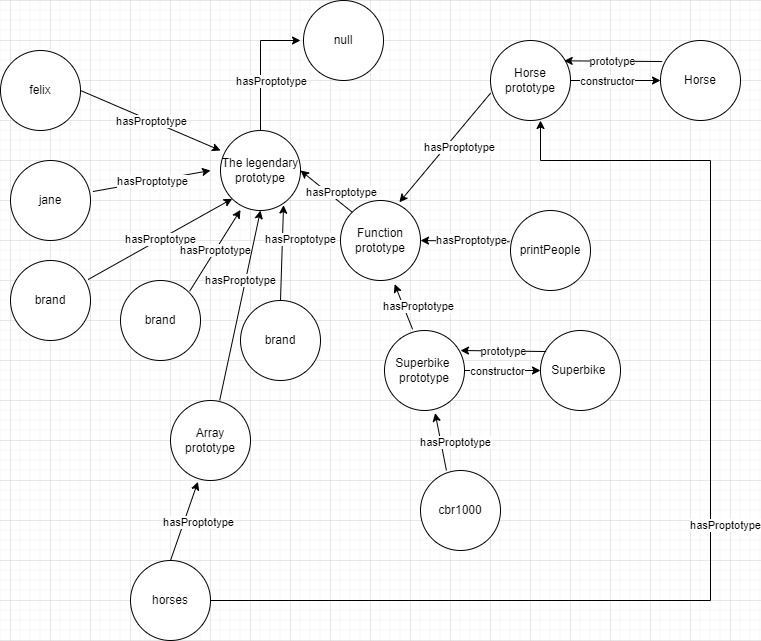 null
Horse
prototype
prototype
constructor
Horse
hasProptotype
felix
hasProptotype
hasProptotype
The legendary
prototype
hasProptotype
jane
hasProptotype
hasProptotype
Function
prototype
hasProptotype
printPeople
hasProptotype
hasProptotype
hasProptotype
hasProptotype
brand
brand
brand
hasProptotype
Superbike
prototype
prototype
constructor
Superbike
Array
prototype
hasProptotype
cbr1000
hasProptotype
hasProptotype
horses